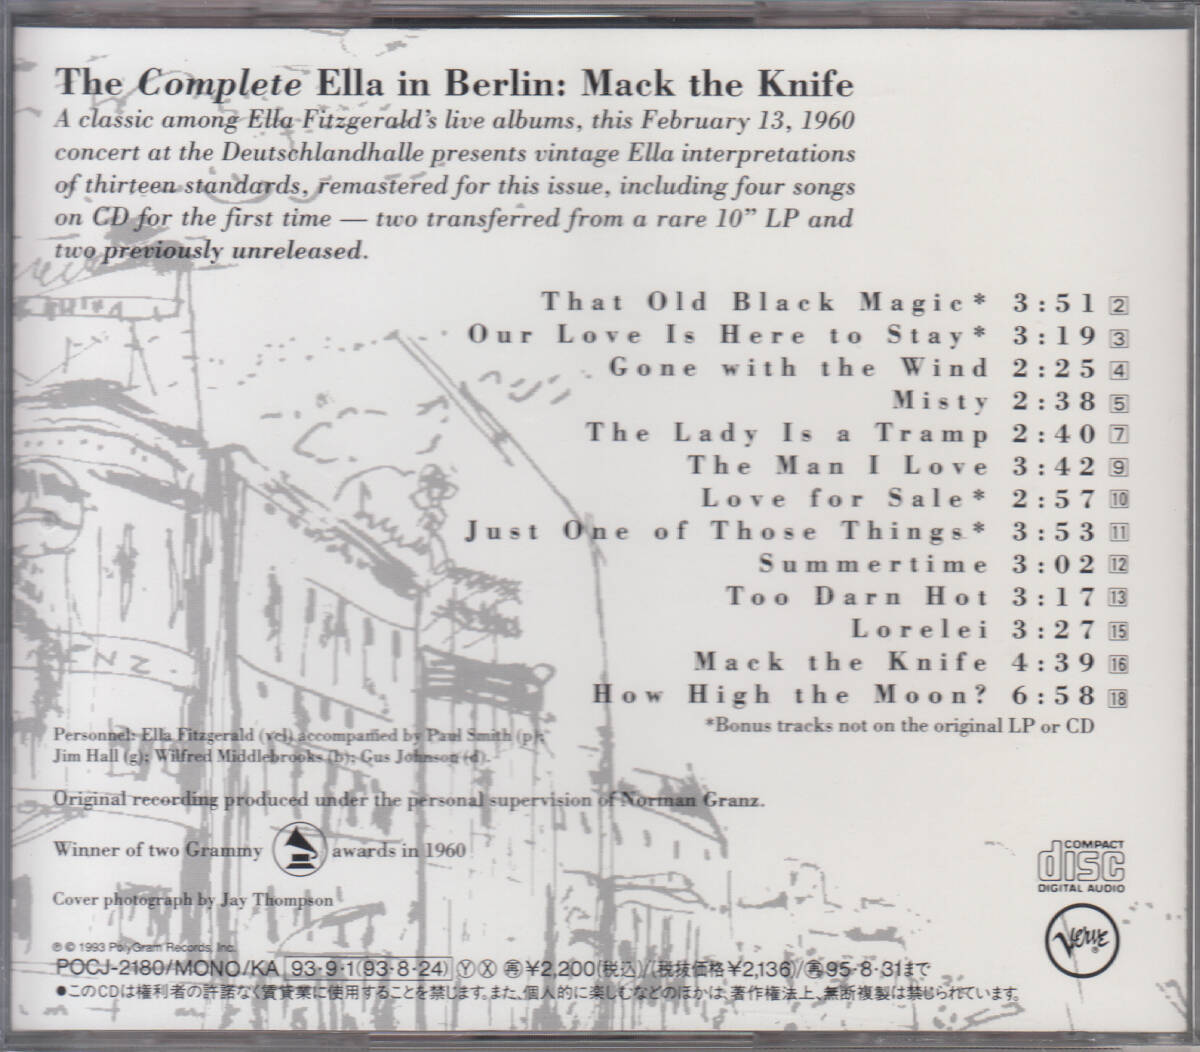 The Complete Ella in Berlin: Mack the Knife
A classic among Ella Fitzgerald's live albums, this February 13, 1960
concert at the Deutschlandhalle presents vintage Ella interpretations
of thirteen standards, remastered for this issue, including four songs
on CD for the first time — two transferred from a rare 10" LP and
two previously unreleased.
That Old Black Magic* 3:51 2
Our Love Is Here to Stay* 3:19 3
Gone with the Wind 2:25 4
Misty 2:38 5
The Lady Is a Tramp 2:40 7
The Man I Love 3:42 9
Love for Sale* 2:57 10
Just One of Those Things* 3:53 11
Summertime 3:02 12
Too Darn Hot 3:17 13
Lorelei 3:27 15
Mack the Knife 4:39 16
How High the Moon? 6:58 18
*Bonus tracks not on the original LP or CD
Personnel: Ella Fitzgerald (vcl) accompanied by Paul Smith (p);
Jim Hall (g); Wilfred Middlebrooks (b); Gus Johnson (d).
Original recording produced under the personal supervision of Norman Granz.
Winner of two Grammy awards in 1960
Cover photograph by Jay Thompson
COMPACT
disc
DIGITAL AUDIO
VERVE
℗ © 1993 PolyGram Records, Inc.
POCJ-2180/MONO/KA 93・9・1(93・8・24) Ⓨ Ⓧ ㊢¥2,200(税込)/(税抜価格¥2,136)/㊢95・8・31まで
●このCDは権利者の許諾なく賃貸業に使用することを禁じます。また、個人的に楽しむなどのほかは、著作権法上、無断複製は禁じられています。